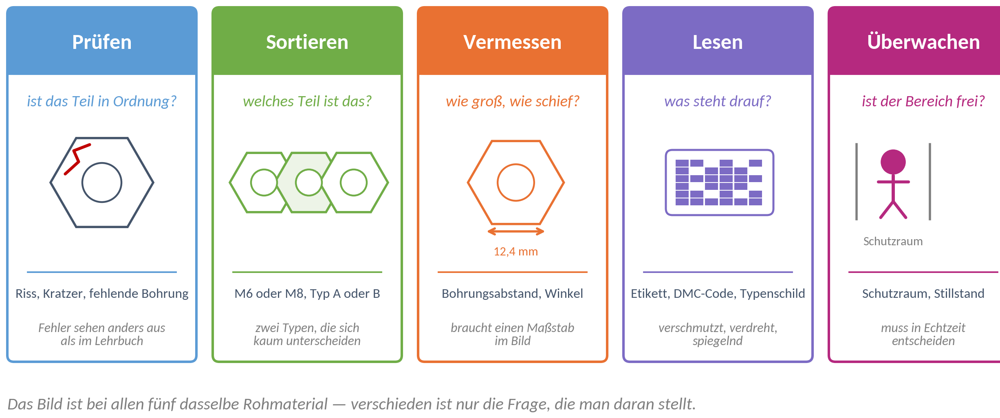 Prüfen
ist das Teil in Ordnung?
Riss, Kratzer, fehlende Bohrung
Fehler sehen anders aus
als im Lehrbuch
Sortieren
welches Teil ist das?
M6 oder M8, Typ A oder B
zwei Typen, die sich
kaum unterscheiden
Vermessen
wie groß, wie schief?
12,4 mm
Bohrungsabstand, Winkel
braucht einen Maßstab
im Bild
Lesen
was steht drauf?
Etikett, DMC-Code, Typenschild
verschmutzt, verdreht,
spiegelnd
Überwachen
ist der Bereich frei?
Schutzraum
Schutzraum, Stillstand
muss in Echtzeit
entscheiden
Das Bild ist bei allen fünf dasselbe Rohmaterial — verschieden ist nur die Frage, die man daran stellt.